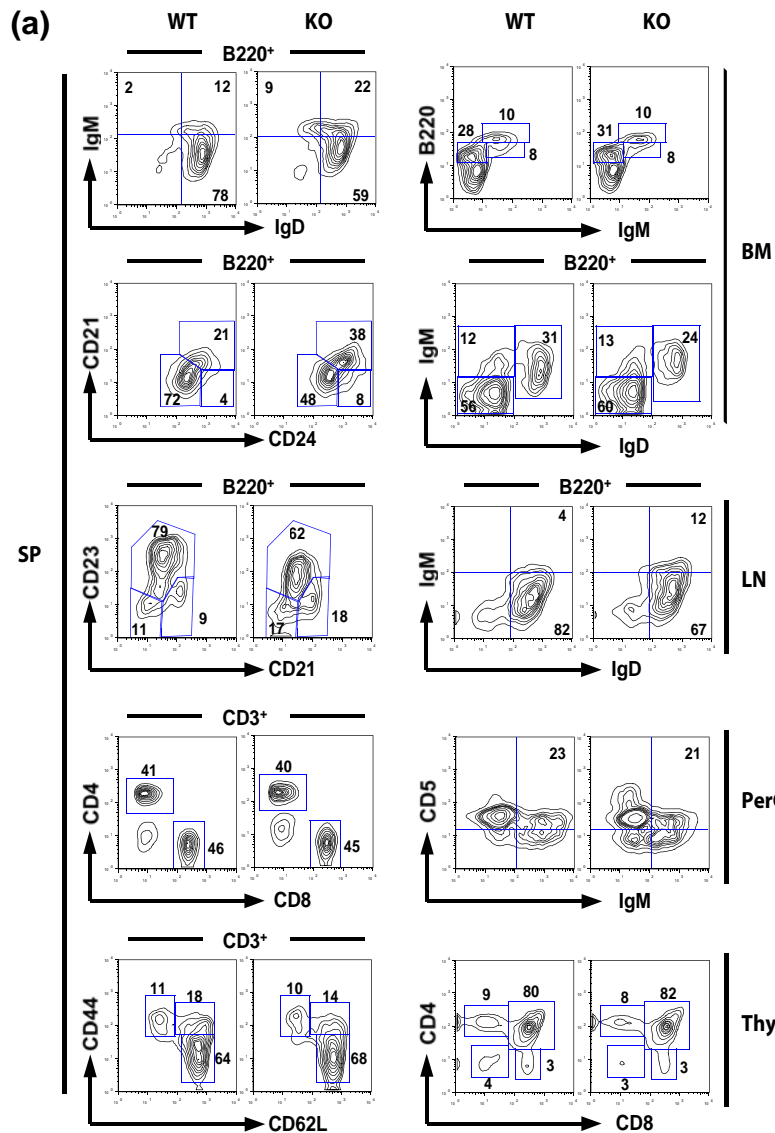 (a)
WT KO WT KO
B220⁺
2 12 9 22
IgM
78 59
IgD
B220
28 10 8 31 10 8
IgM
BM
B220⁺
CD21
21 72 4 38 48 8
CD24
B220⁺
IgM
12 31 56 13 24 60
IgD
SP
B220⁺
CD23
79 11 9 62 17 18
CD21
B220⁺
IgM
4 82 12 67
IgD
LN
CD3⁺
CD4
41 46 40 45
CD8
CD5
23 21
IgM
Per
CD3⁺
CD44
11 18 64 10 14 68
CD62L
CD4
9 80 4 3 8 82 3 3
CD8
Thy